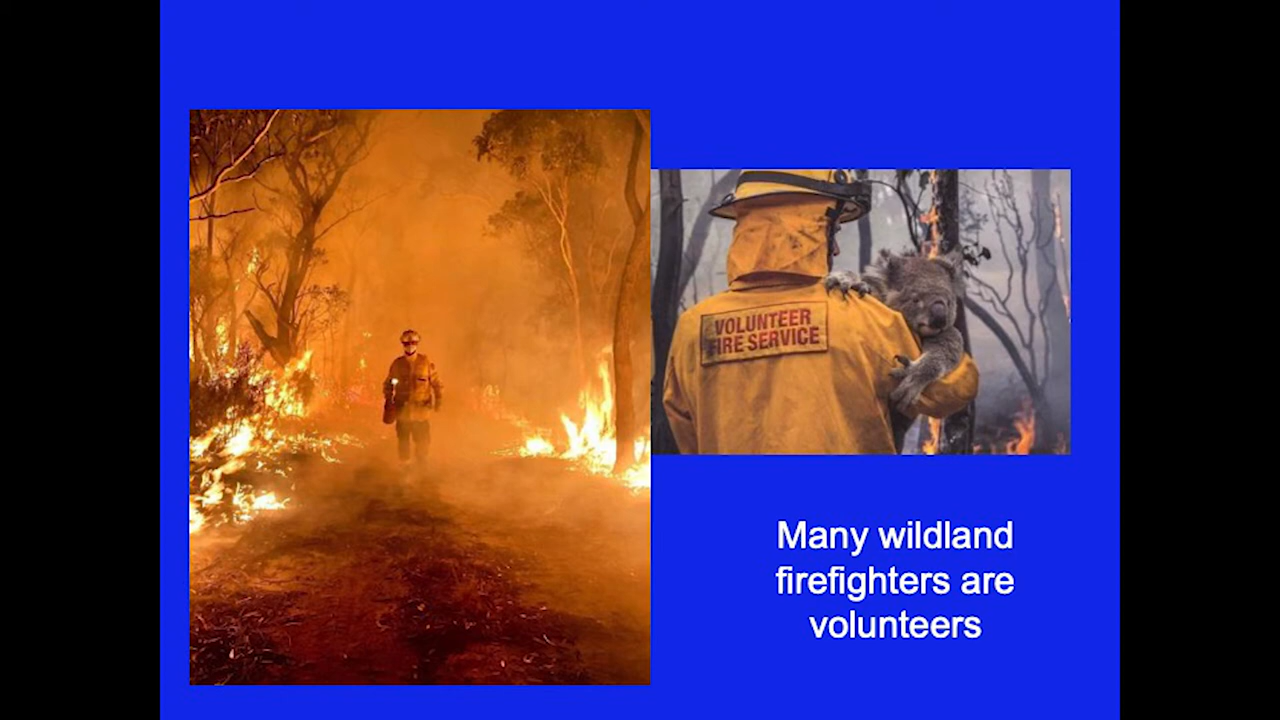 VOLUNTEER
FIRE SERVICE
Many wildland
firefighters are
volunteers